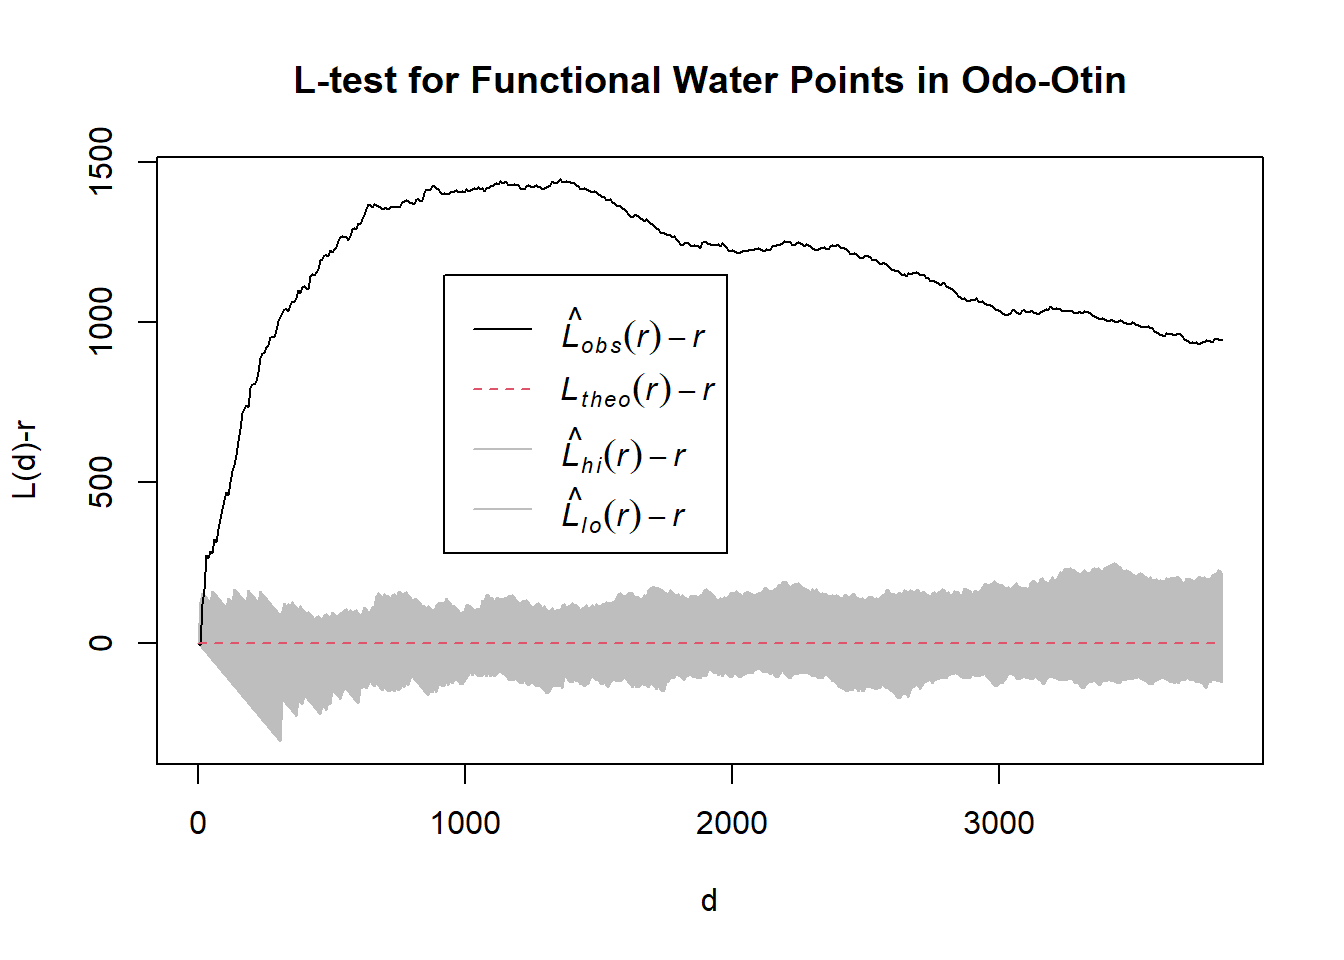 L-test for Functional Water Points in Odo-Otin
1500
1000
500
0
L(d)-r
L̂obs(r) − r
Ltheo(r) − r
L̂hi(r) − r
L̂lo(r) − r
0 1000 2000 3000
d